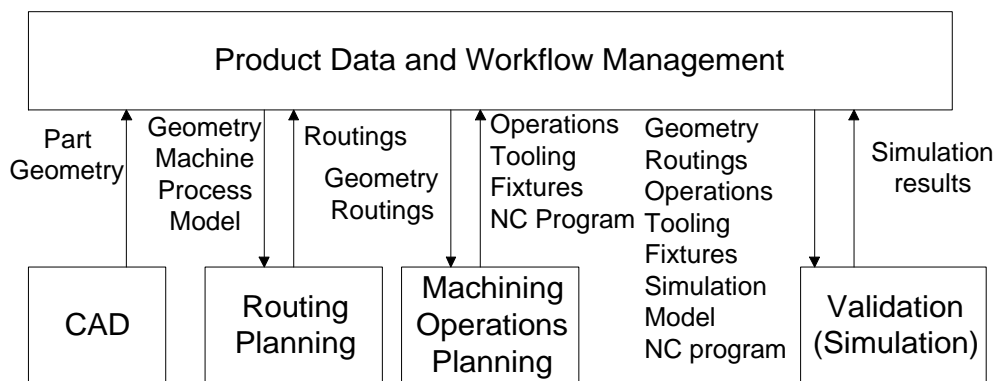 Product Data and Workflow Management
Part
Geometry
Geometry
Machine
Process
Model
Routings
Geometry
Routings
Operations
Tooling
Fixtures
NC Program
Geometry
Routings
Operations
Tooling
Fixtures
Simulation
Model
NC program
Simulation
results
CAD
Routing
Planning
Machining
Operations
Planning
Validation
(Simulation)